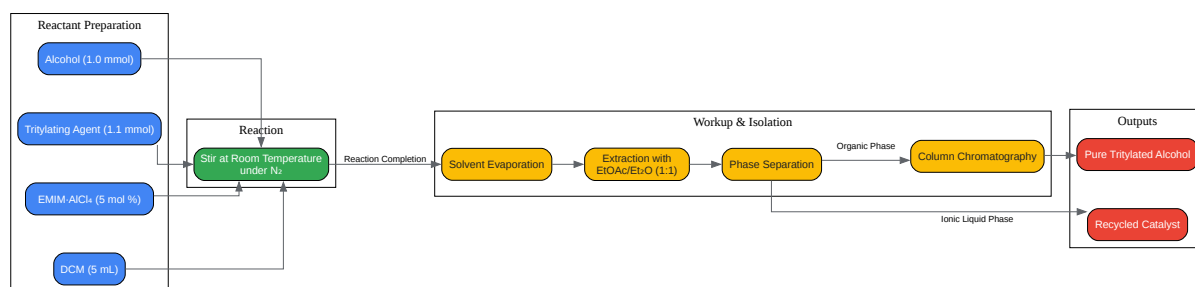 Reactant Preparation
Alcohol (1.0 mmol)
Tritylating Agent (1.1 mmol)
EMIM·AlCl₄ (5 mol %)
DCM (5 mL)
Reaction
Stir at Room Temperature
under N₂
Reaction Completion
Workup & Isolation
Solvent Evaporation
Extraction with
EtOAc/Et₂O (1:1)
Phase Separation
Organic Phase
Column Chromatography
Ionic Liquid Phase
Outputs
Pure Tritylated Alcohol
Recycled Catalyst